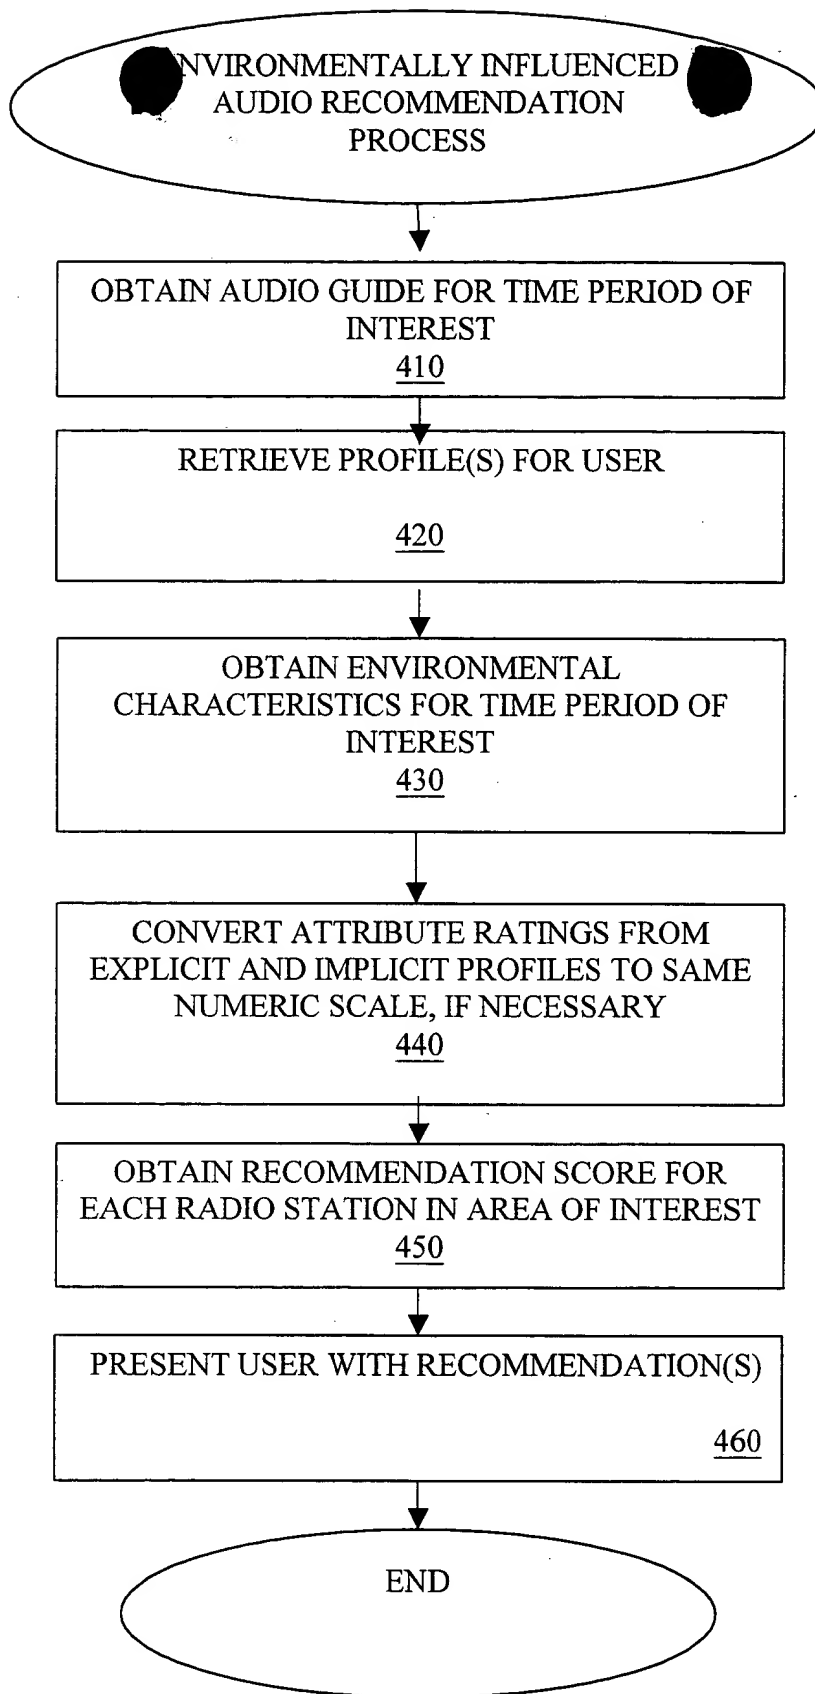 NVIRONMENTALLY INFLUENCED
AUDIO RECOMMENDATION
PROCESS
OBTAIN AUDIO GUIDE FOR TIME PERIOD OF
INTEREST
410
RETRIEVE PROFILE(S) FOR USER
420
OBTAIN ENVIRONMENTAL
CHARACTERISTICS FOR TIME PERIOD OF
INTEREST
430
CONVERT ATTRIBUTE RATINGS FROM
EXPLICIT AND IMPLICIT PROFILES TO SAME
NUMERIC SCALE, IF NECESSARY
440
OBTAIN RECOMMENDATION SCORE FOR
EACH RADIO STATION IN AREA OF INTEREST
450
PRESENT USER WITH RECOMMENDATION(S)
460
END